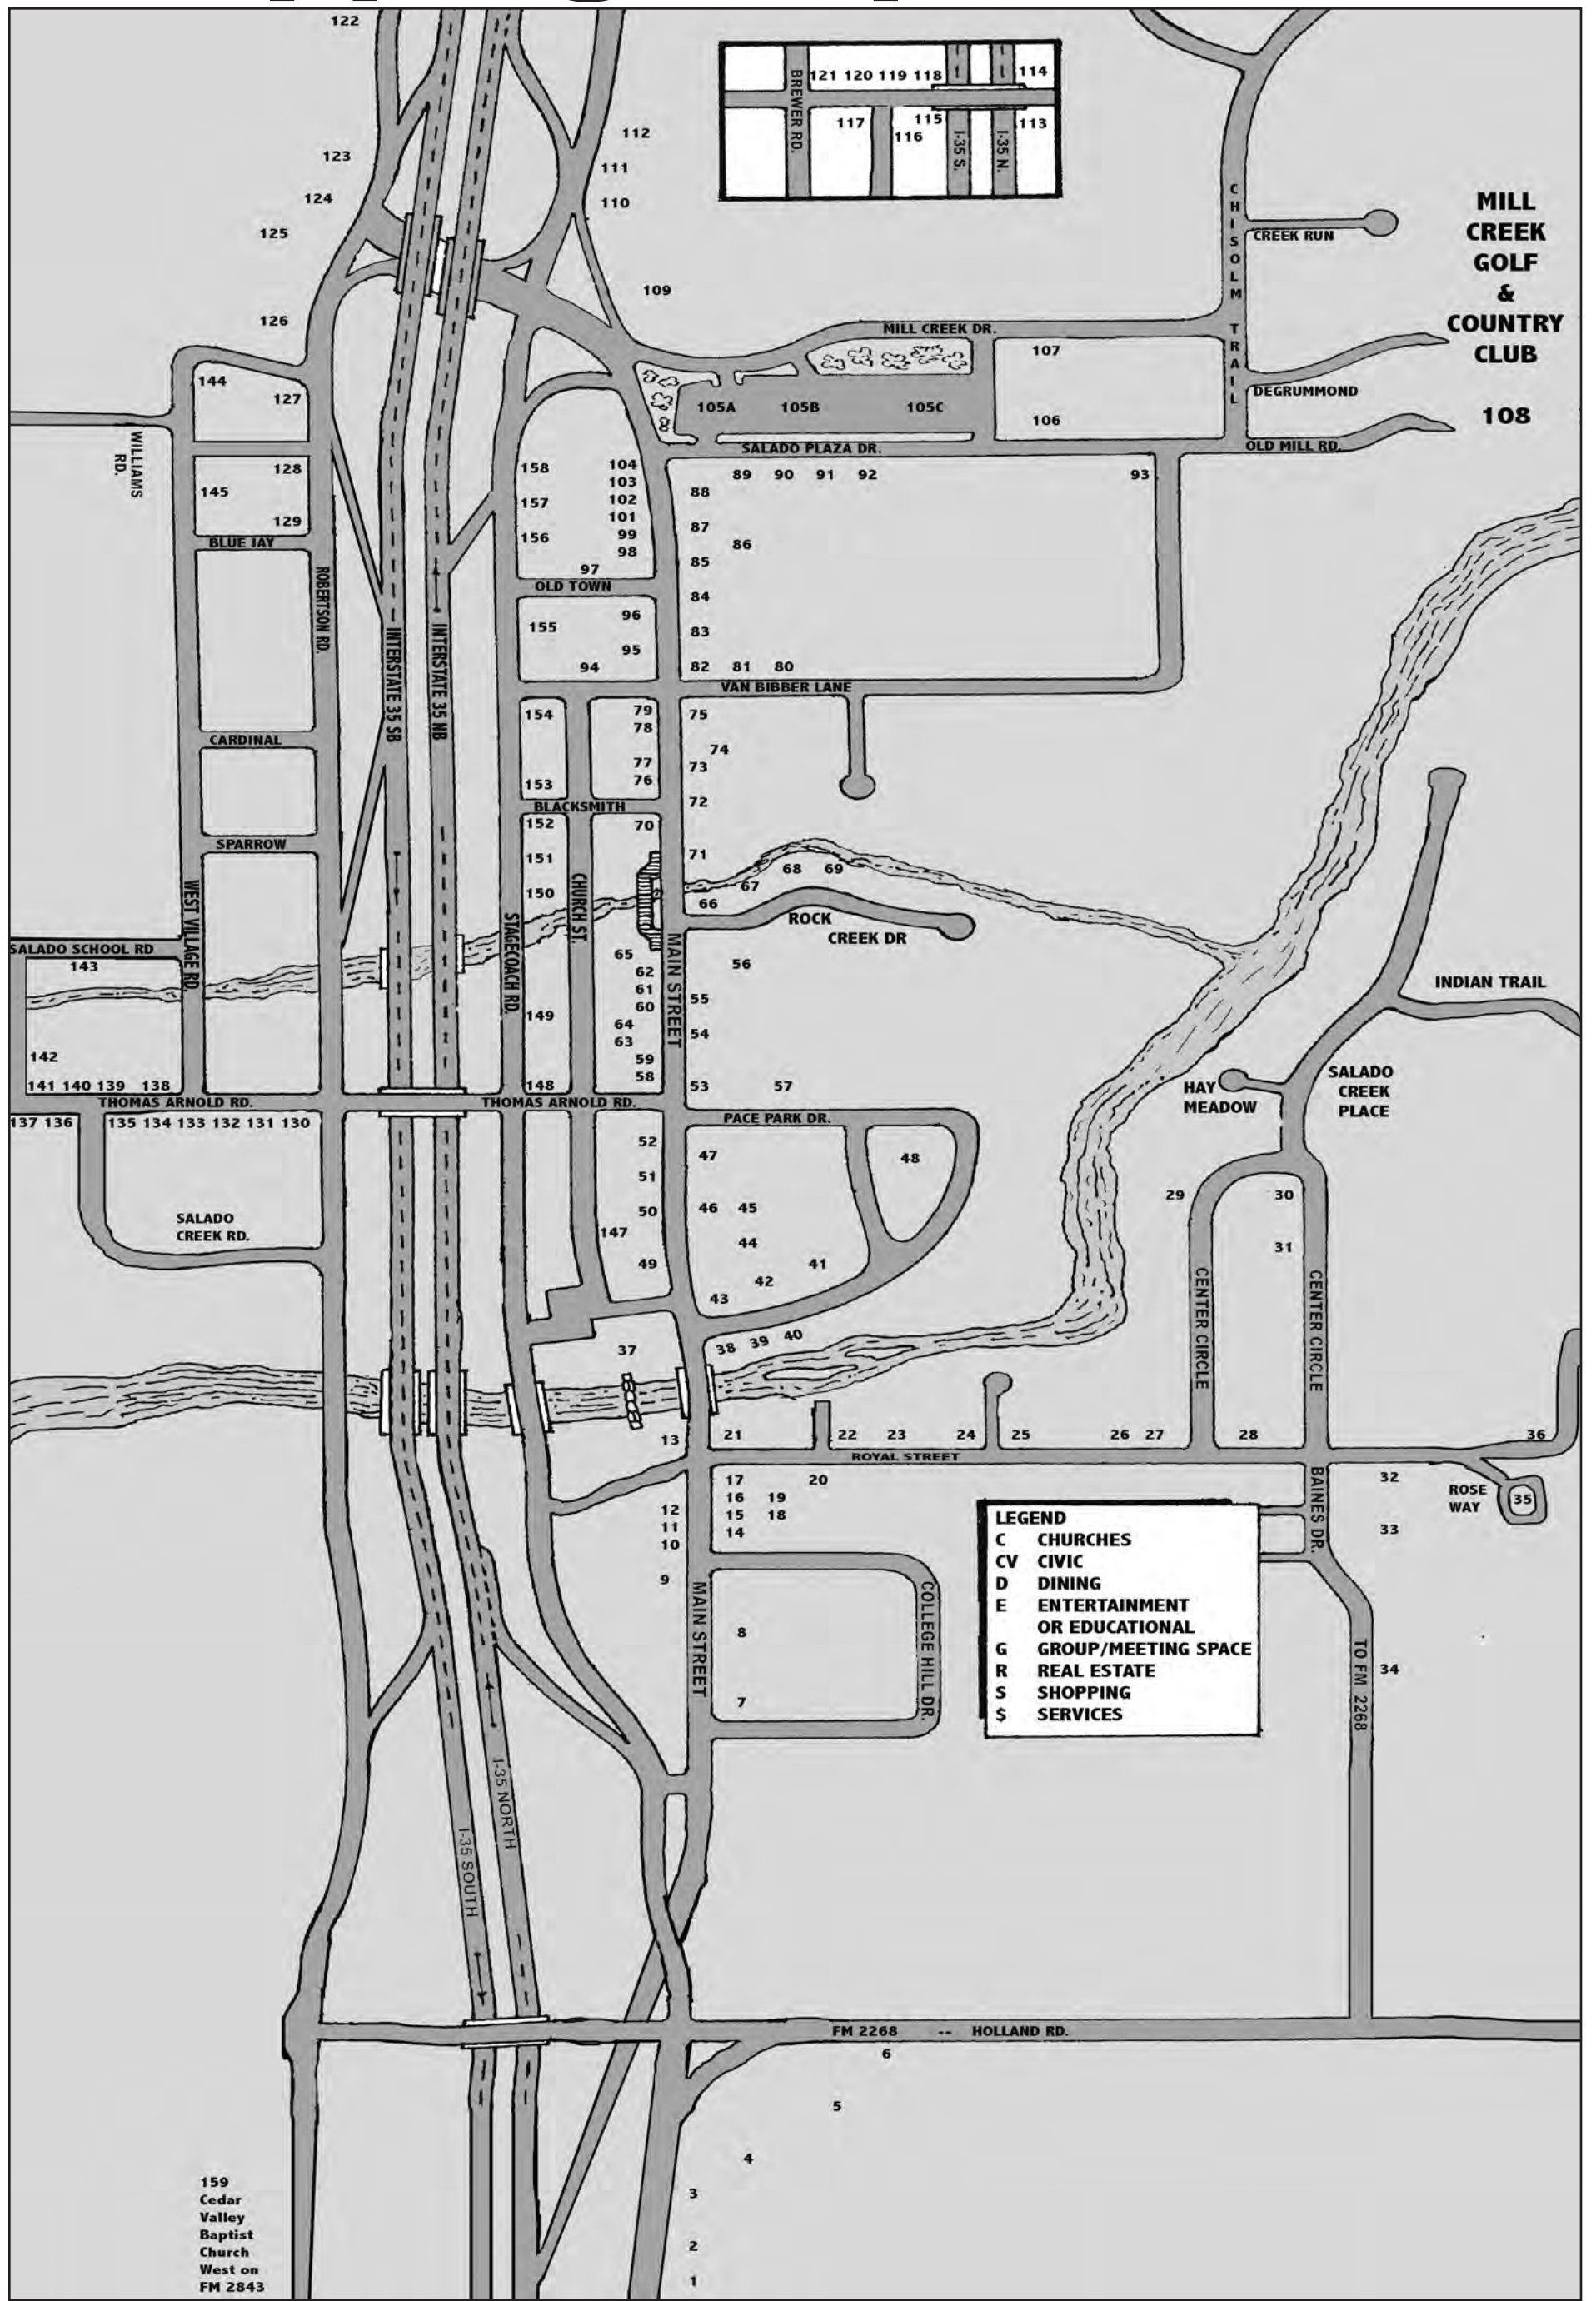 122
BREWER RD.
121 120 119 118
114
117
116
115
I-35 S.
I-35 N.
113
112
123
111
124
110
125
109
126
CHISOLM TRAIL
CREEK RUN
MILL
CREEK
GOLF
&
COUNTRY
CLUB
108
MILL CREEK DR.
107
106
DEGRUMMOND
OLD MILL RD.
144
127
105A
105B
105C
SALADO PLAZA DR.
WILLIAMS
RD.
128
145
129
BLUE JAY
ROBERTSON RD.
INTERSTATE 35 SB
INTERSTATE 35 NB
158
104
103
157
102
101
156
99
98
97
88
89 90 91 92
93
87
86
85
OLD TOWN
84
155
96
95
94
83
82 81 80
VAN BIBBER LANE
154
79
78
77
76
153
75
74
73
72
CARDINAL
BLACKSMITH
152
70
SPARROW
151
71
150
68 69
67
66
WEST VILLAGE RD.
CHURCH ST.
STAGECOACH RD.
ROCK
CREEK DR
SALADO SCHOOL RD
143
65
62
61
60
64
63
59
58
MAIN STREET
56
55
54
53
57
149
148
142
141 140 139 138
THOMAS ARNOLD RD.
THOMAS ARNOLD RD.
PACE PARK DR.
INDIAN TRAIL
HAY
MEADOW
SALADO
CREEK
PLACE
137 136
135 134 133 132 131 130
SALADO
CREEK RD.
52
51
50
147
49
47
48
46 45
44
41
42
43
29
30
31
CENTER CIRCLE
CENTER CIRCLE
37
38 39 40
13
21
22 23 24 25 26 27 28
36
ROYAL STREET
17
20
16 19
15 18
14
12
11
10
9
BAINES DR.
32
ROSE
WAY
35
33
LEGEND
C CHURCHES
CV CIVIC
D DINING
E ENTERTAINMENT
OR EDUCATIONAL
G GROUP/MEETING SPACE
R REAL ESTATE
S SHOPPING
$ SERVICES
MAIN STREET
8
7
COLLEGE HILL DR.
TO FM 2268
34
I-35 NORTH
I-35 SOUTH
FM 2268 -- HOLLAND RD.
6
5
4
3
2
1
159
Cedar
Valley
Baptist
Church
West on
FM 2843